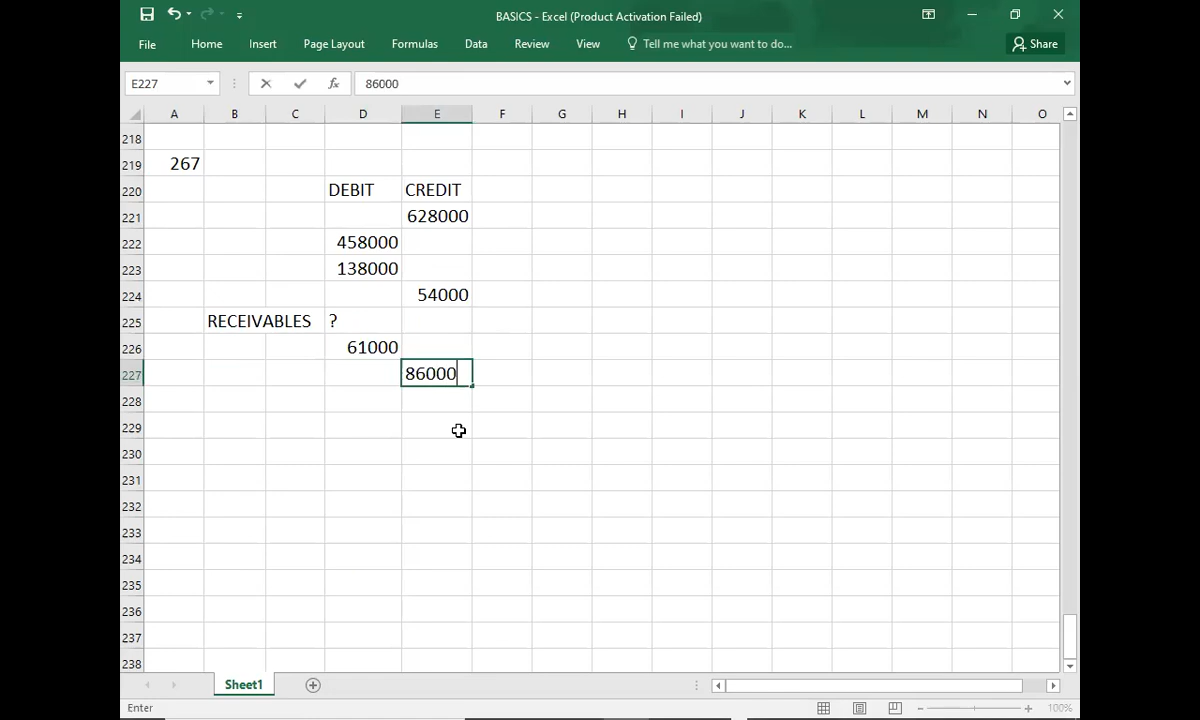 BASICS - Excel (Product Activation Failed)
File Home Insert Page Layout Formulas Data Review View Tell me what you want to do... Share
E227 fx 86000
A B C D E F G H I J K L M N O
218
219 267
220 DEBIT CREDIT
221 628000
222 458000
223 138000
224 54000
225 RECEIVABLES ?
226 61000
227 86000
228
229
230
231
232
233
234
235
236
237
238
Sheet1
Enter 100%